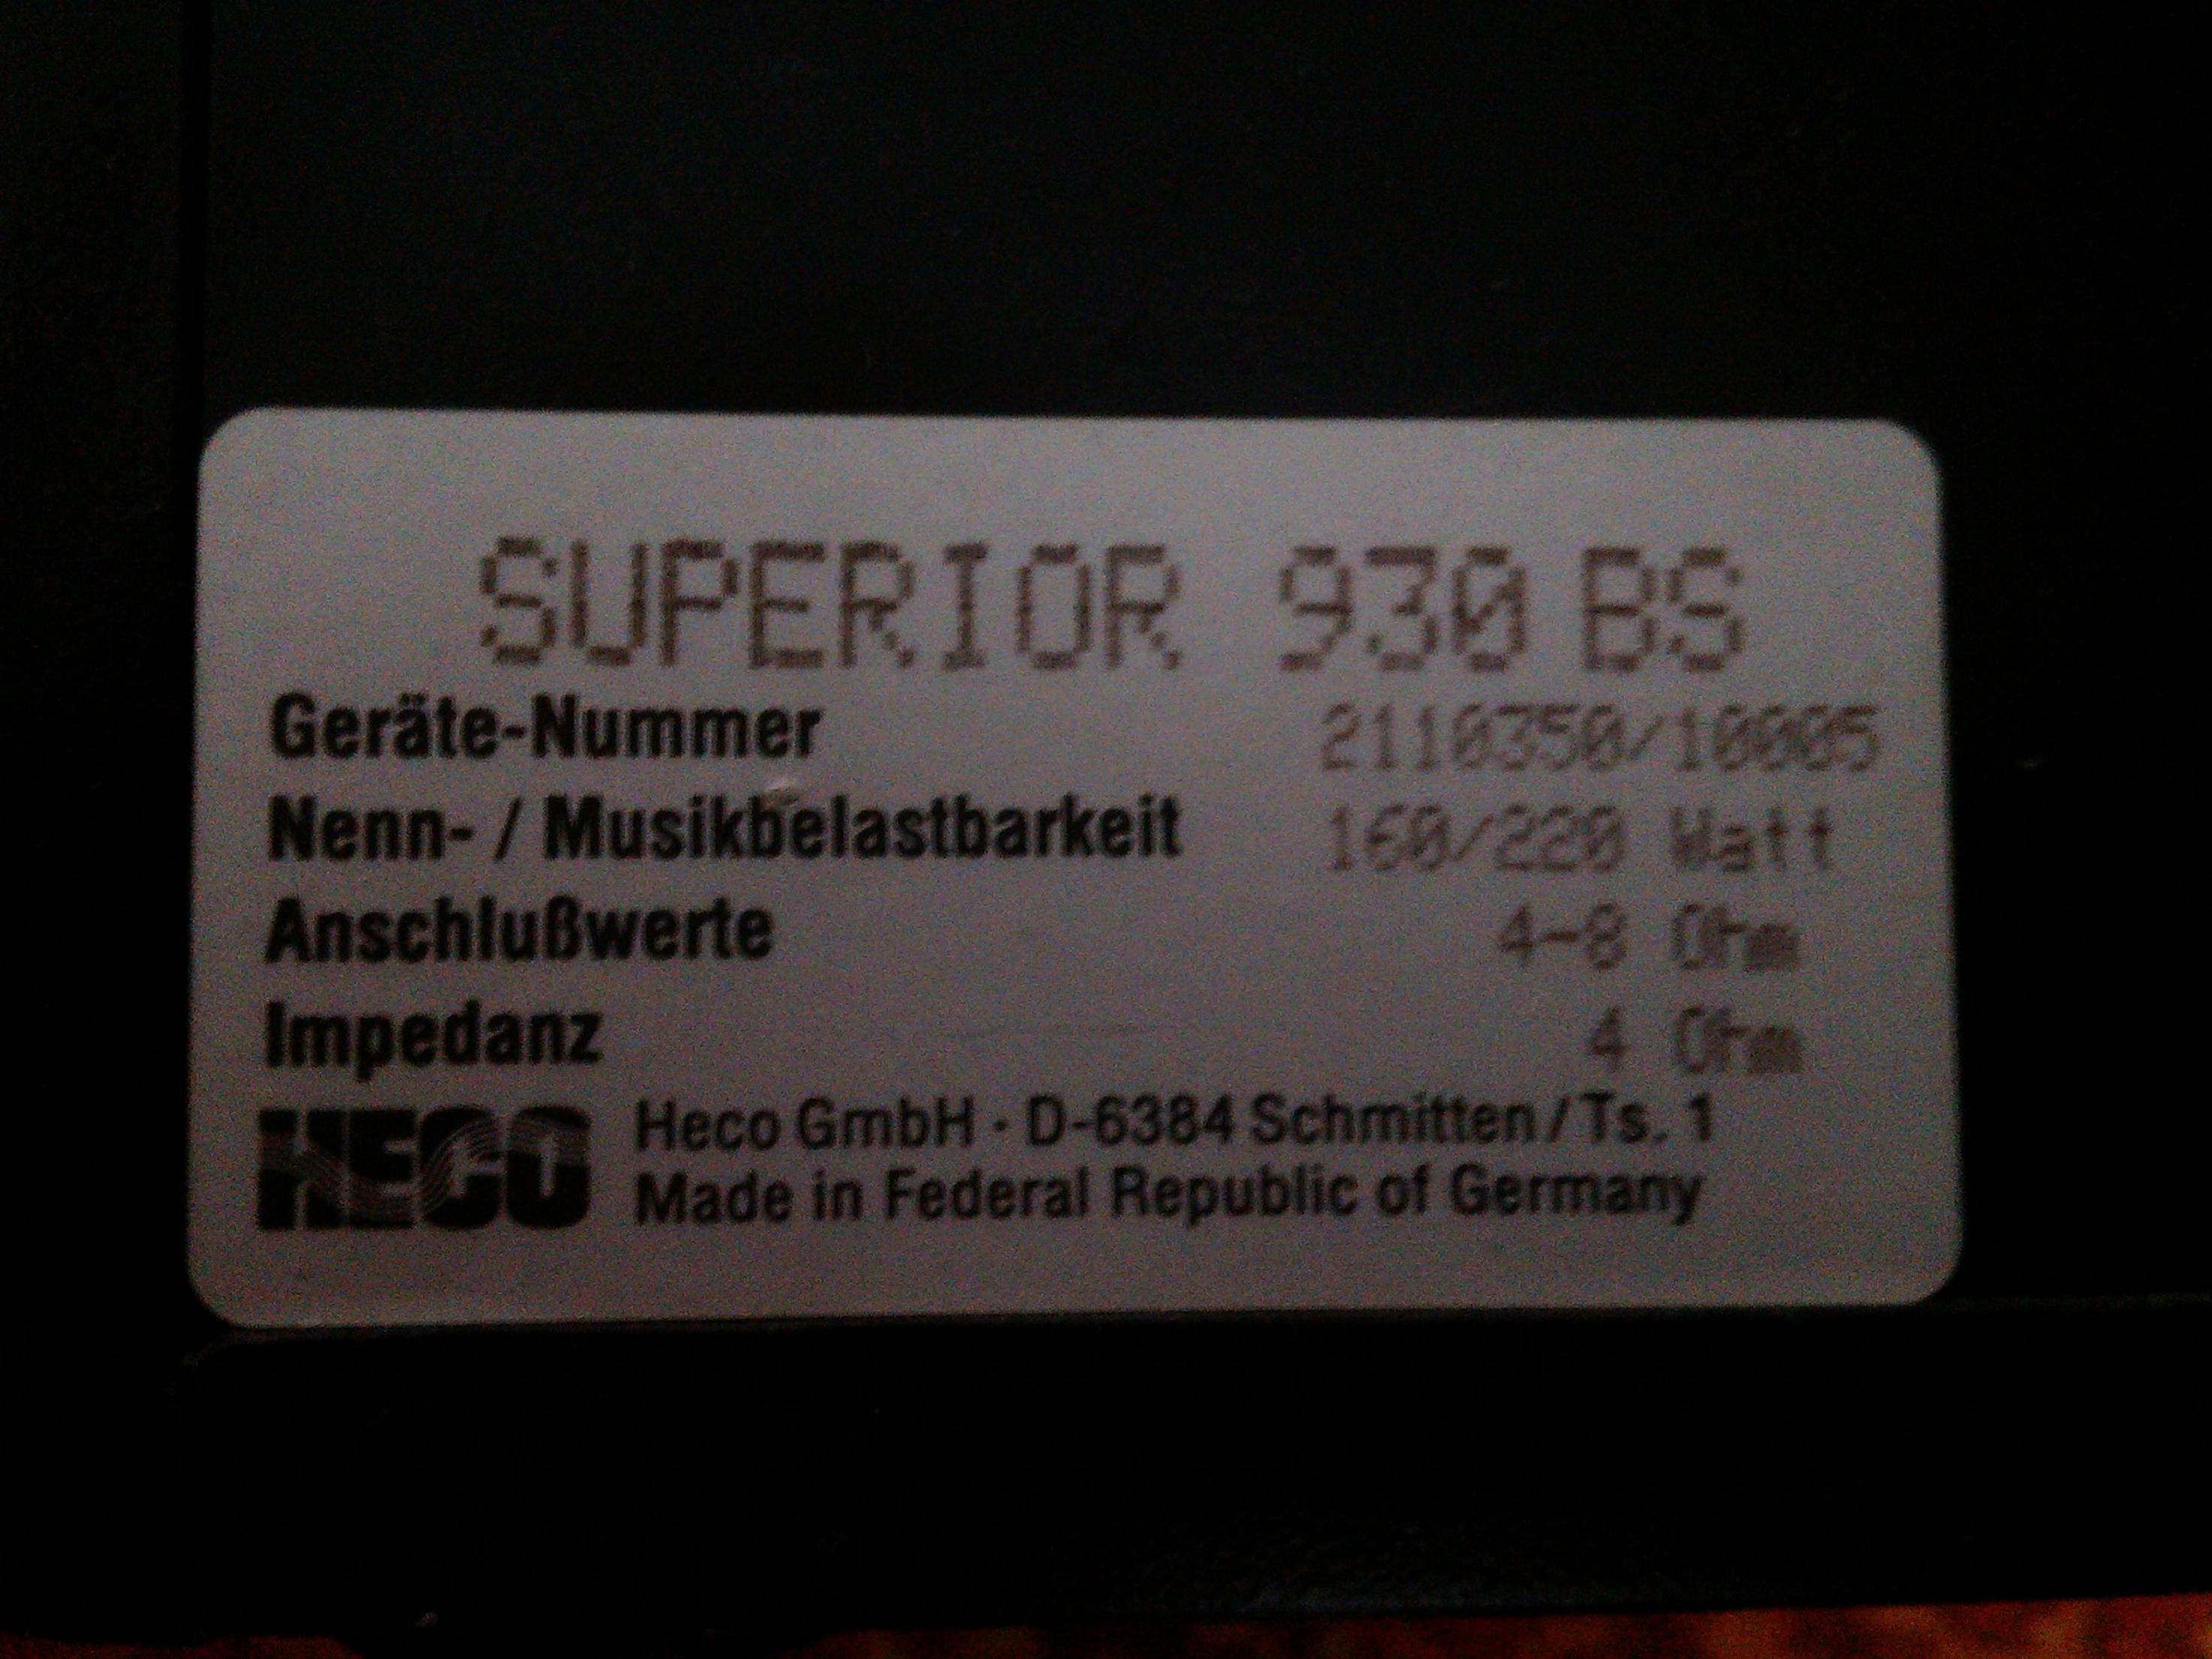 SUPERIOR 930 BS
Geräte-Nummer 2110350/10005
Nenn- / Musikbelastbarkeit 160/220 Watt
Anschlußwerte 4-8 Ohm
Impedanz 4 Ohm
HECO Heco GmbH · D-6384 Schmitten / Ts. 1
Made in Federal Republic of Germany